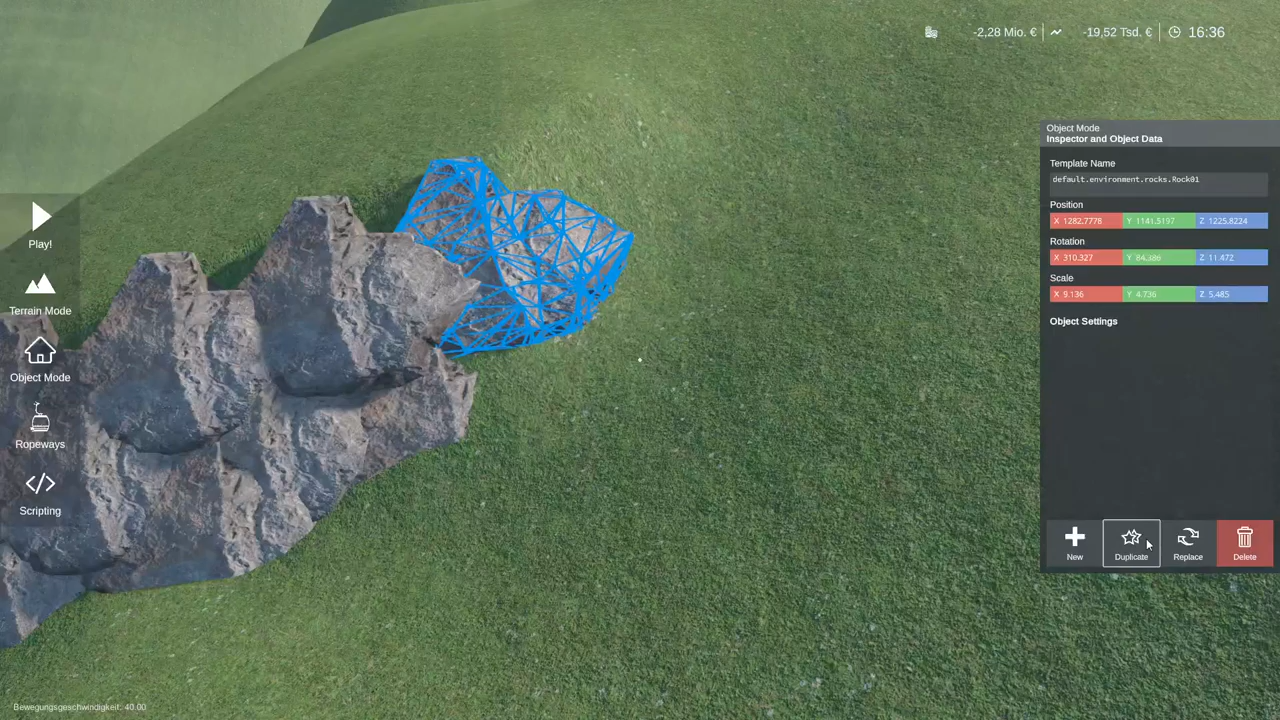 -2,28 Mio. €
-19,52 Tsd. €
16:36
Object Mode
Inspector and Object Data
Template Name
default.environment.rocks.Rock01
Position
X 1282.7778 Y 1141.5197 Z 1225.8224
Rotation
X 310.327 Y 84.386 Z 11.472
Scale
X 9.136 Y 4.736 Z 5.485
Object Settings
New
Duplicate
Replace
Delete
Play!
Terrain Mode
Object Mode
Ropeways
Scripting
Bewegungsgeschwindigkeit: 40.00